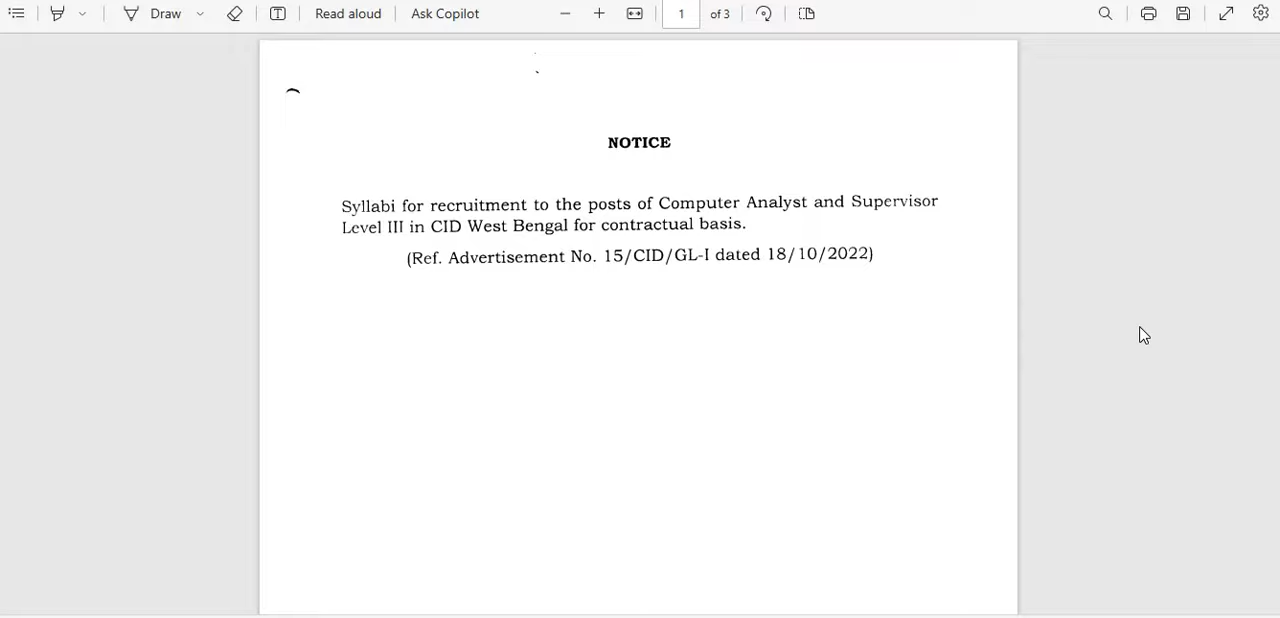 Draw
Read aloud
Ask Copilot
1 of 3
NOTICE
Syllabi for recruitment to the posts of Computer Analyst and Supervisor
Level III in CID West Bengal for contractual basis.
(Ref. Advertisement No. 15/CID/GL-I dated 18/10/2022)